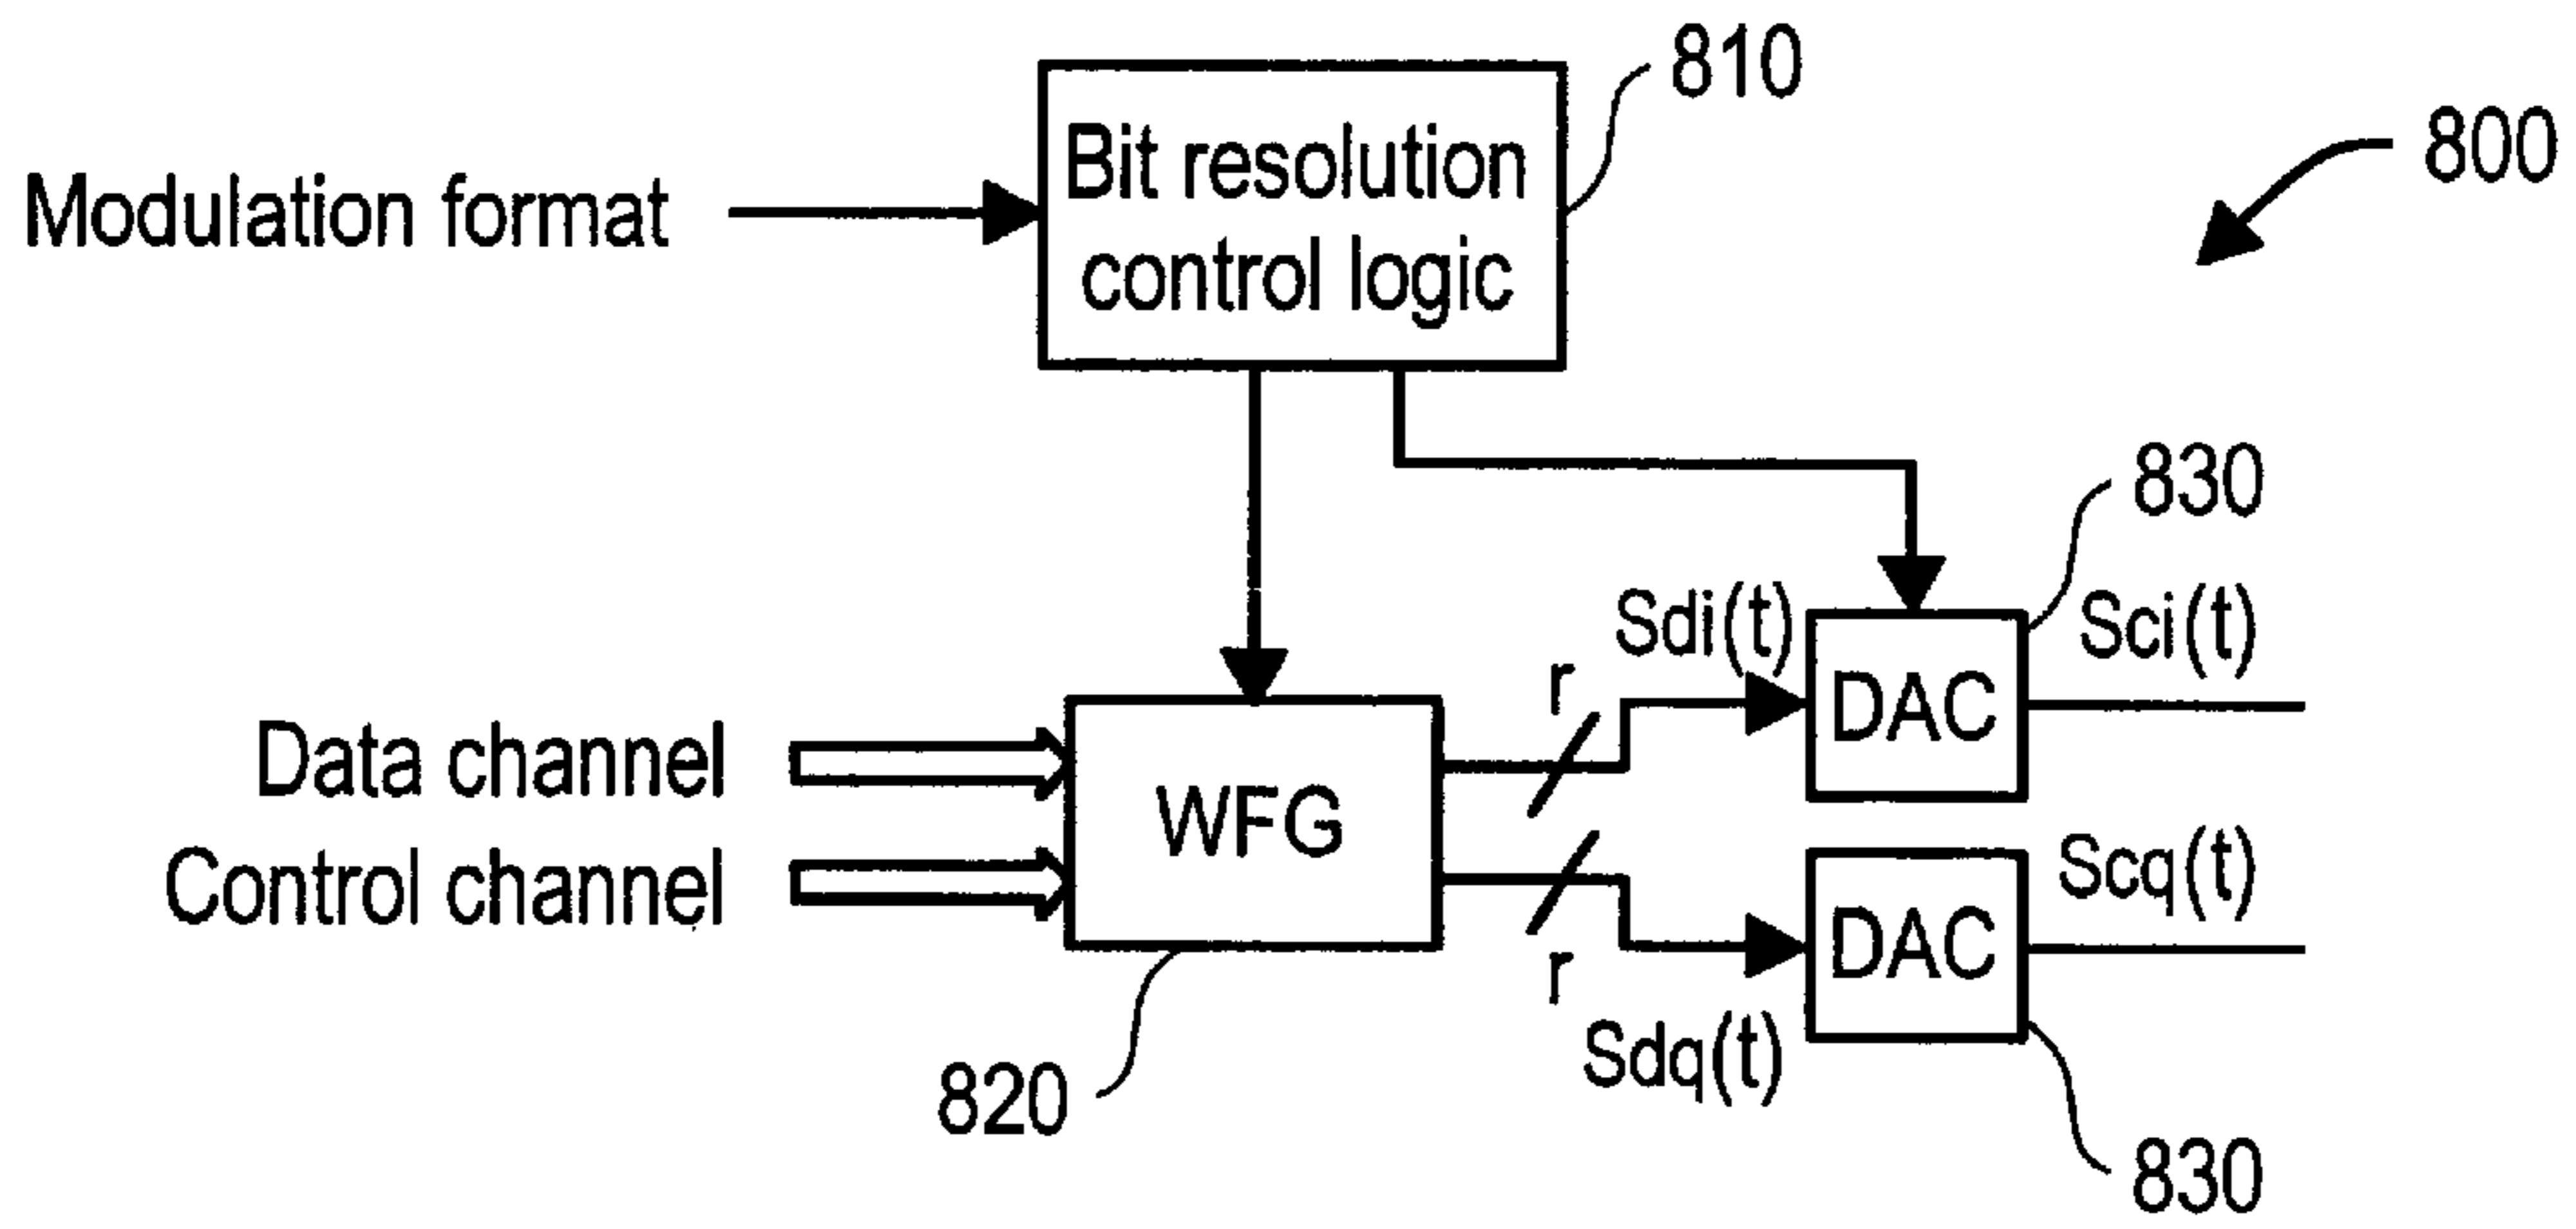 810
800
Bit resolution
control logic
Modulation format
830
Sdi(t)
Sci(t)
r
DAC
Data channel
WFG
Control channel
Scq(t)
DAC
r
Sdq(t)
820
830